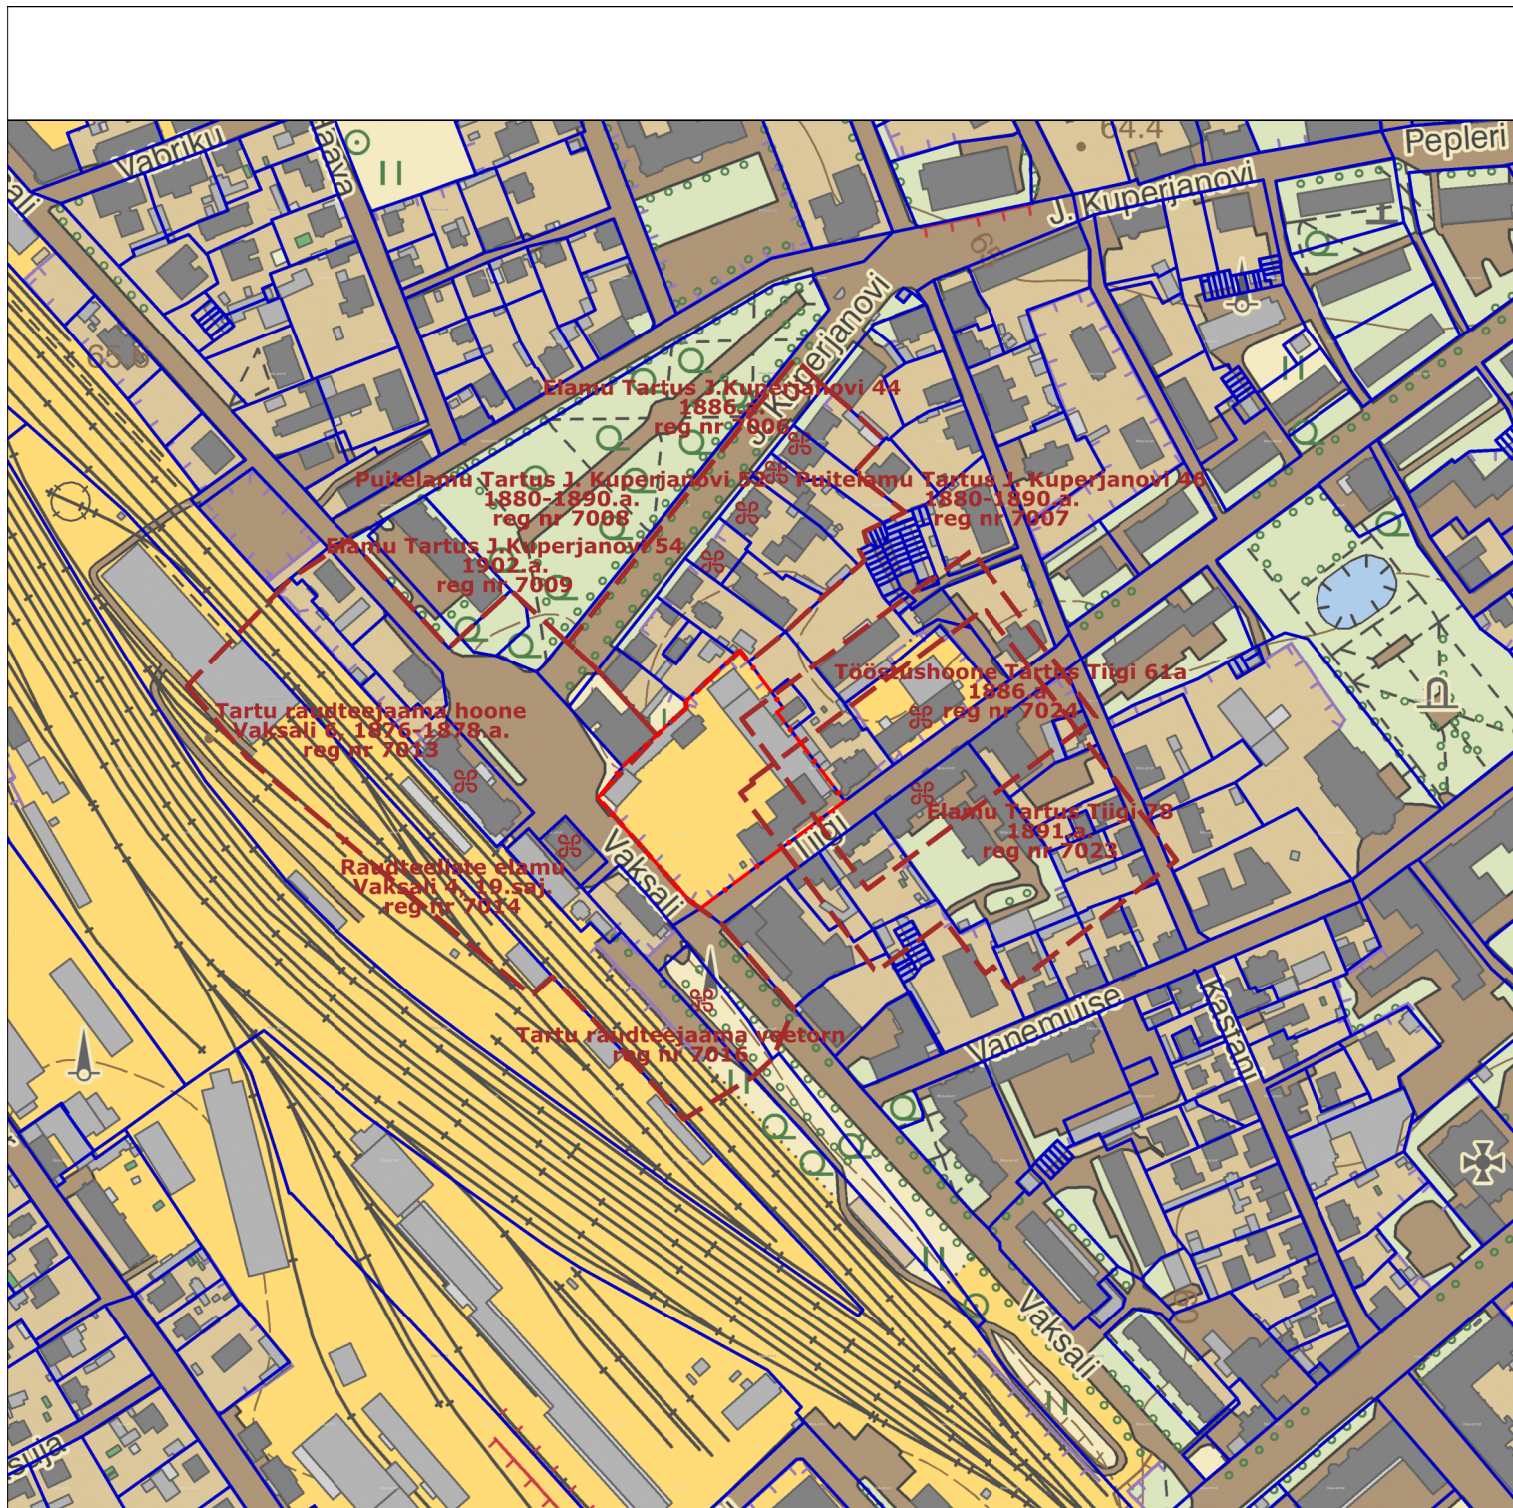 Vabriku
64.4
Pepleri
J. Kuperjanovi
65.6
J. Kuperjanovi
Elamu Tartus J.Kuperjanovi 44
1886.a.
reg nr 7006
Puitelamu Tartus J. Kuperjanovi 52
1880-1890.a.
reg nr 7008
Puitelamu Tartus J. Kuperjanovi 46
1880-1890.a.
reg nr 7007
Elamu Tartus J.Kuperjanovi 54
1902.a.
reg nr 7009
Tööstushoone Tartus Tiigi 61a
1886.a.
reg nr 7024
Tartu raudteejaama hoone
Vaksali 6, 1876-1878.a.
reg nr 7013
Elamu Tartus Tiigi 78
1891.a.
reg nr 7023
Tiigi
Vaksali
Raudteeliste elamu
Vaksali 4, 19.saj.
reg nr 7014
Tartu raudteejaama veetorn
reg nr 7016
Vanemuise
Kastani
Vaksali